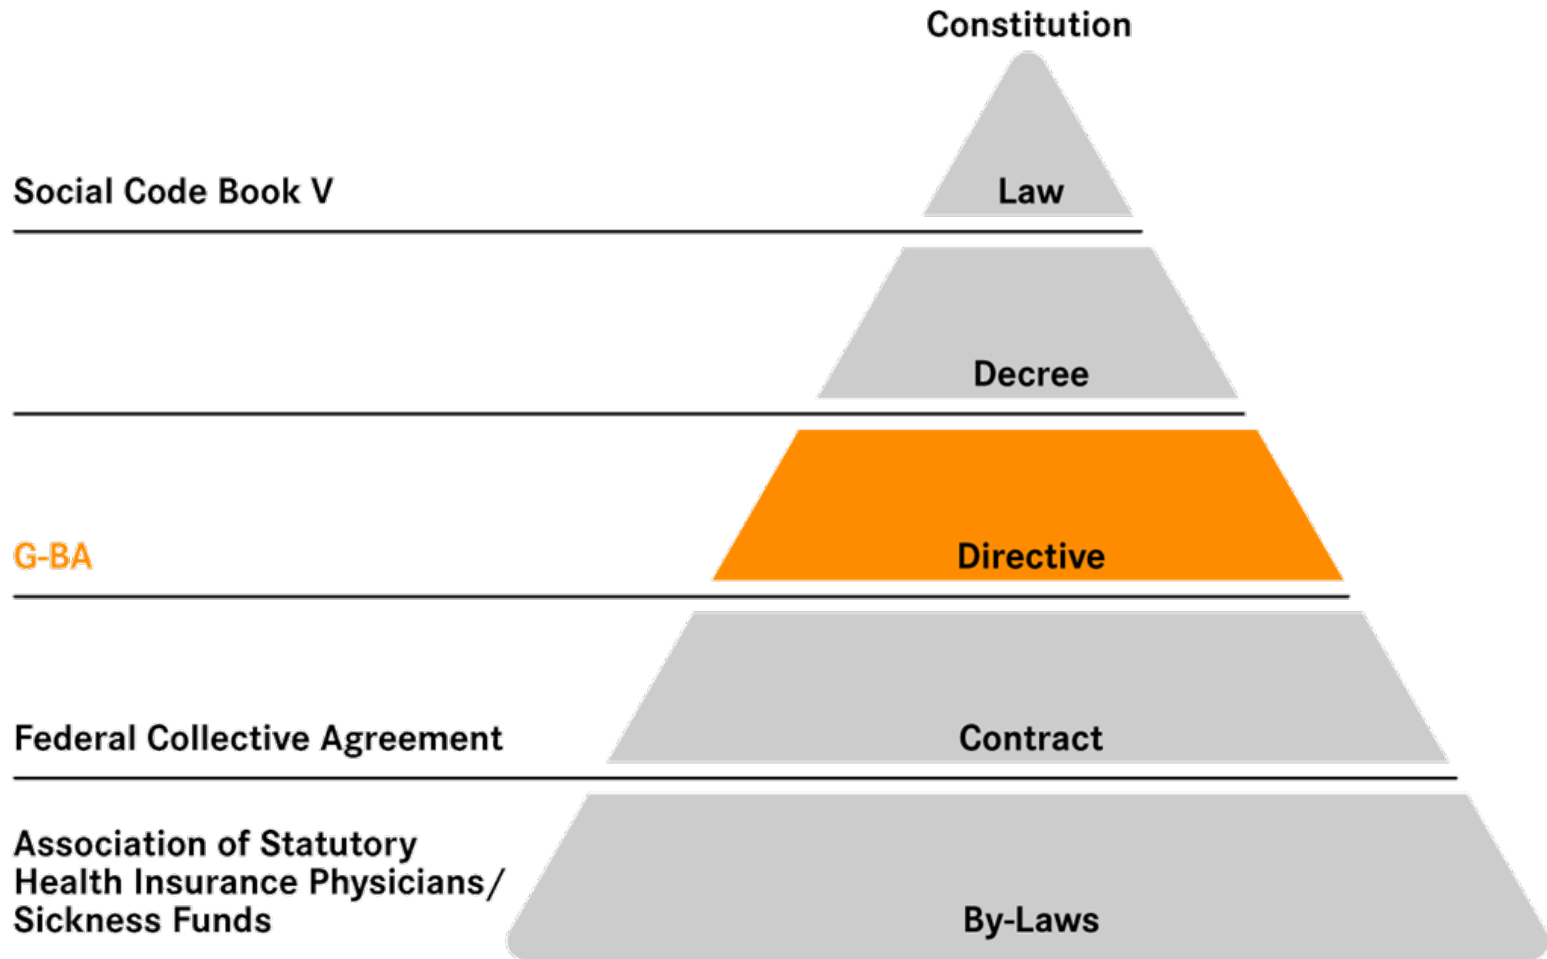 Constitution
Social Code Book V
Law
Decree
G-BA
Directive
Federal Collective Agreement
Contract
Association of Statutory
Health Insurance Physicians/
Sickness Funds
By-Laws